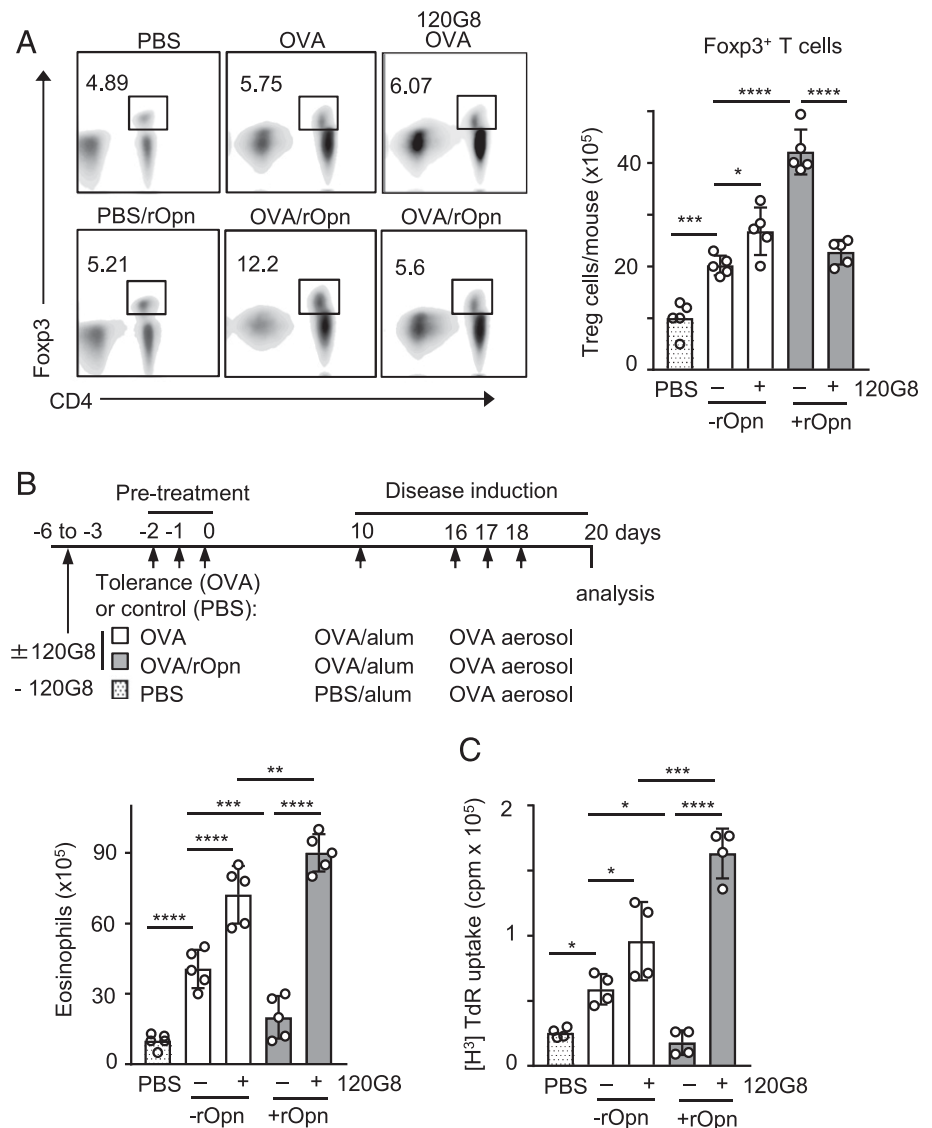 A
PBS
OVA
120G8
OVA
4.89
5.75
6.07
PBS/rOpn
OVA/rOpn
OVA/rOpn
5.21
12.2
5.6
Foxp3
CD4
Foxp3⁺ T cells
****
****
*
***
Treg cells/mouse (x10⁵)
40
20
0
PBS
– + – + 120G8
-rOpn
+rOpn
B
Pre-treatment
Disease induction
-6 to -3
-2 -1 0
10
16 17 18
20 days
Tolerance (OVA)
or control (PBS):
analysis
±120G8
OVA
OVA/alum
OVA aerosol
OVA/rOpn
OVA/alum
OVA aerosol
- 120G8
PBS
PBS/alum
OVA aerosol
**
***
****
****
****
Eosinophils (x10⁵)
90
60
30
0
PBS
– + – + 120G8
-rOpn
+rOpn
C
***
*
****
*
*
[H³] TdR uptake (cpm x 10⁵)
2
1
0
PBS
– + – + 120G8
-rOpn
+rOpn